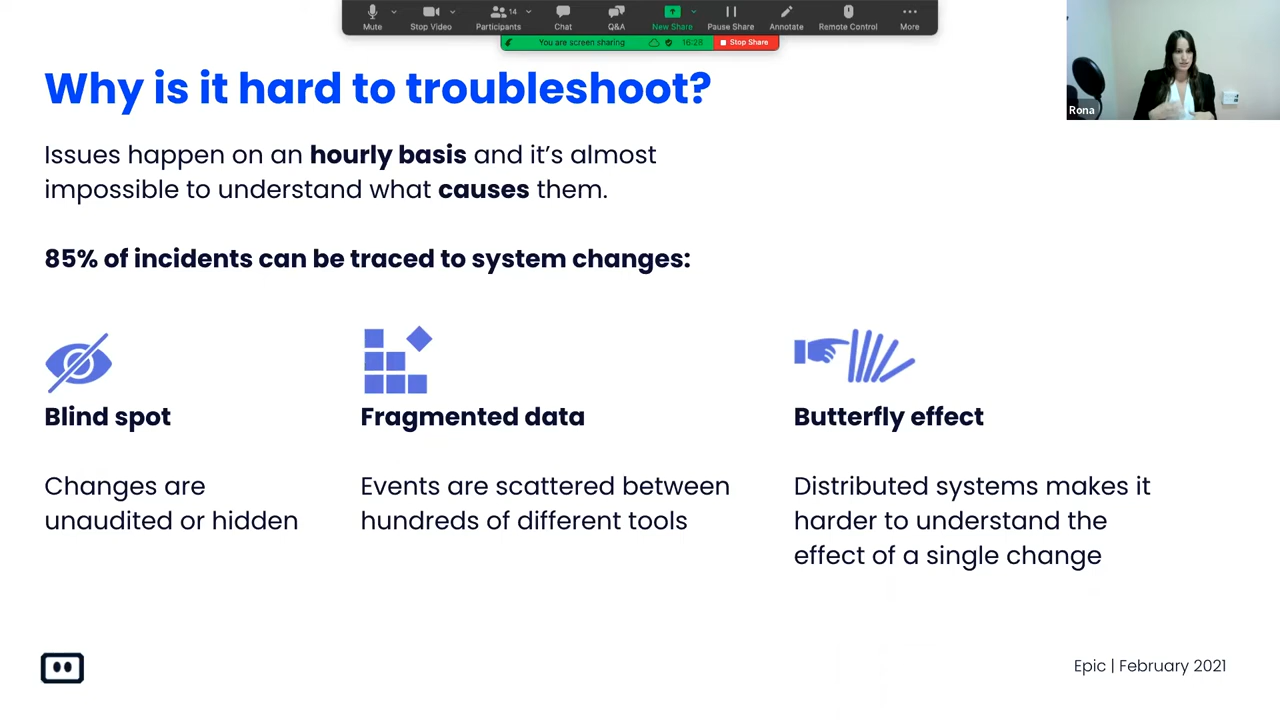 Mute
Stop Video
Participants
14
Chat
Q&A
New Share
Pause Share
Annotate
Remote Control
More
You are screen sharing
16:28
Stop Share
Rona
Why is it hard to troubleshoot?
Issues happen on an hourly basis and it’s almost
impossible to understand what causes them.
85% of incidents can be traced to system changes:
Blind spot
Changes are
unaudited or hidden
Fragmented data
Events are scattered between
hundreds of different tools
Butterfly effect
Distributed systems makes it
harder to understand the
effect of a single change
Epic | February 2021